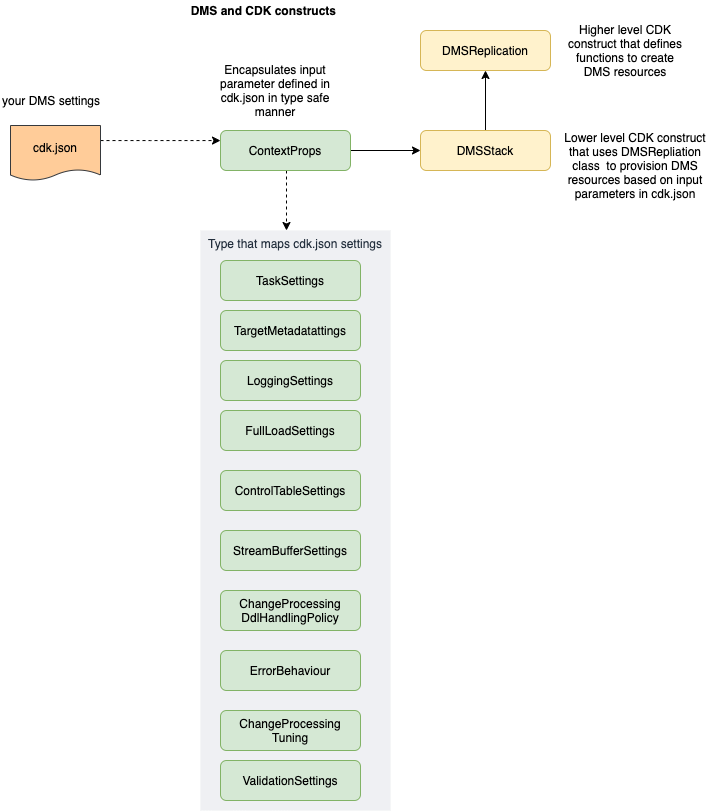 DMS and CDK constructs
DMSReplication
Higher level CDK
construct that defines
functions to create
DMS resources
Encapsulates input
parameter defined in
cdk.json in type safe
manner
your DMS settings
cdk.json
ContextProps
DMSStack
Lower level CDK construct
that uses DMSRepliation
class to provision DMS
resources based on input
parameters in cdk.json
Type that maps cdk.json settings
TaskSettings
TargetMetadatattings
LoggingSettings
FullLoadSettings
ControlTableSettings
StreamBufferSettings
ChangeProcessing
DdlHandlingPolicy
ErrorBehaviour
ChangeProcessing
Tuning
ValidationSettings